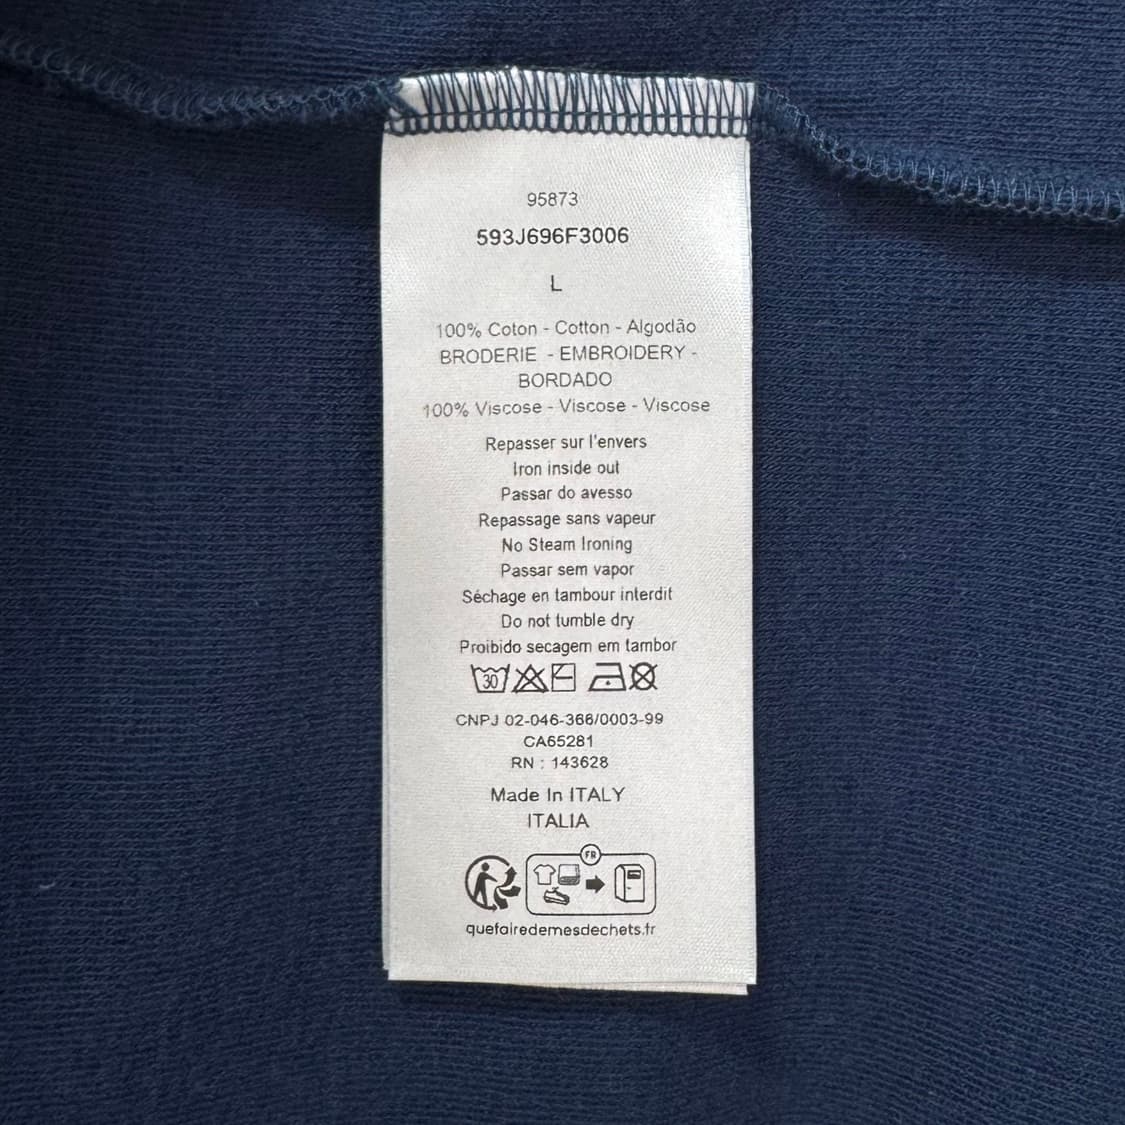 95873
593J696F3006
L
100% Coton - Cotton - Algodão
BRODERIE - EMBROIDERY -
BORDADO
100% Viscose - Viscose - Viscose
Repasser sur l'envers
Iron inside out
Passar do avesso
Repassage sans vapeur
No Steam Ironing
Passar sem vapor
Séchage en tambour interdit
Do not tumble dry
Proibido secagem em tambor
30
CNPJ 02-046-366/0003-99
CA65281
RN : 143628
Made In ITALY
ITALIA
FR
quefairedemesdechets.fr